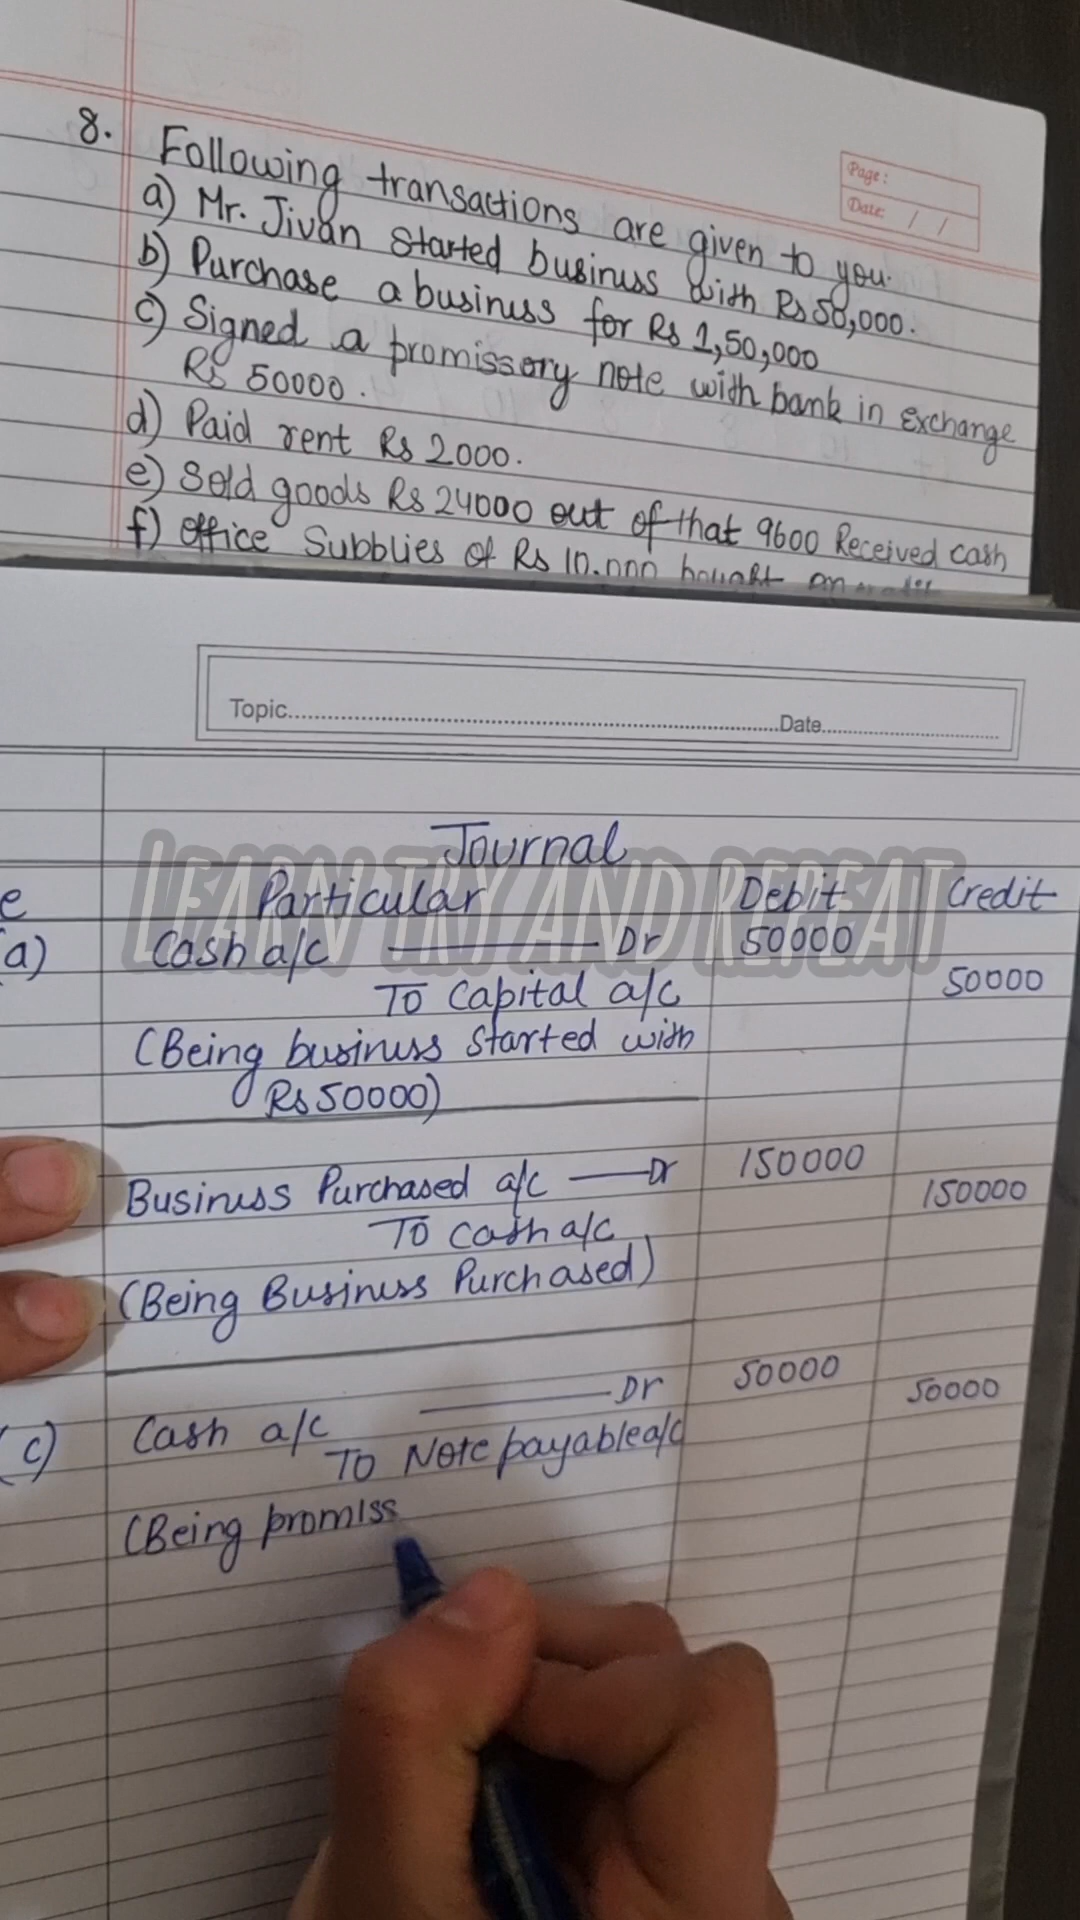 8. Following transactions are given to you.
Page:
Date: / /
a) Mr. Jivan started business with Rs 50,000.
b) Purchase a business for Rs 1,50,000
c) Signed a promissory note with bank in exchange
Rs 50000.
d) Paid rent Rs 2000.
e) Sold goods Rs 24000 out of that 9600 Received cash
f) Office Subblies of Rs 10,000 bought on credit
Topic..........Date..........
LEARN TRY AND REPEAT
Journal
e Particular Debit Credit
(a) Cash a/c —— Dr 50000
To Capital a/c 50000
(Being business started with
Rs 50000)
Business Purchased a/c —— Dr 150000
To Cash a/c 150000
(Being Business Purchased)
(c) Cash a/c —— Dr 50000
To Note payable a/c 50000
(Being promiss